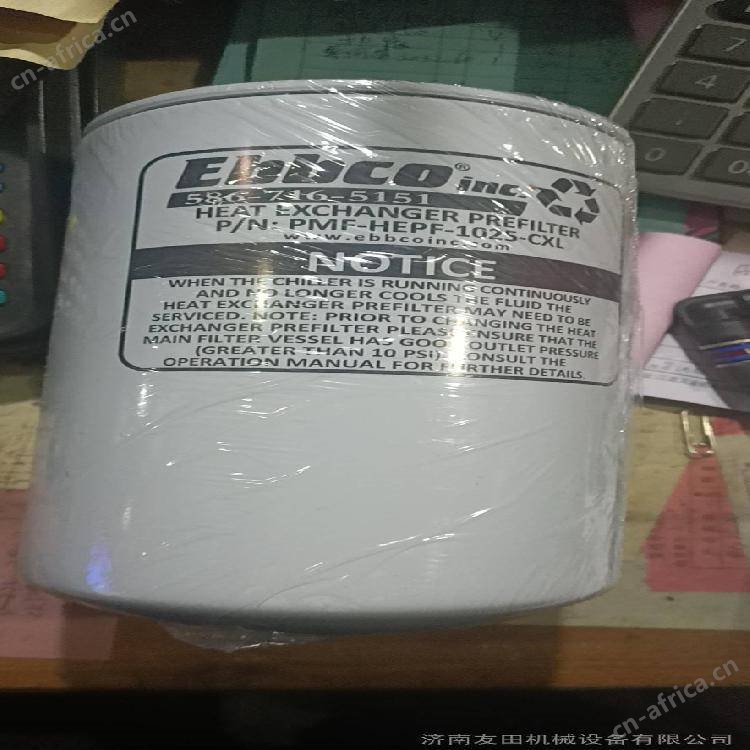 cn-africa.cn
Ebbco® inc.
586-716-5151
HEAT EXCHANGER PREFILTER
P/N: PMF-HEPF-1025-CXL
www.ebbcoinc.com
NOTICE
WHEN THE CHILLER IS RUNNING CONTINUOUSLY
AND NO LONGER COOLS THE FLUID THE
HEAT EXCHANGER PREFILTER MAY NEED TO BE
SERVICED. NOTE: PRIOR TO CHANGING THE HEAT
EXCHANGER PREFILTER PLEASE ENSURE THAT THE
MAIN FILTER VESSEL HAS GOOD OUTLET PRESSURE
(GREATER THAN 10 PSI). CONSULT THE
OPERATION MANUAL FOR FURTHER DETAILS.
7
4
1
0
cn-africa.cn
济南友田机械设备有限公司